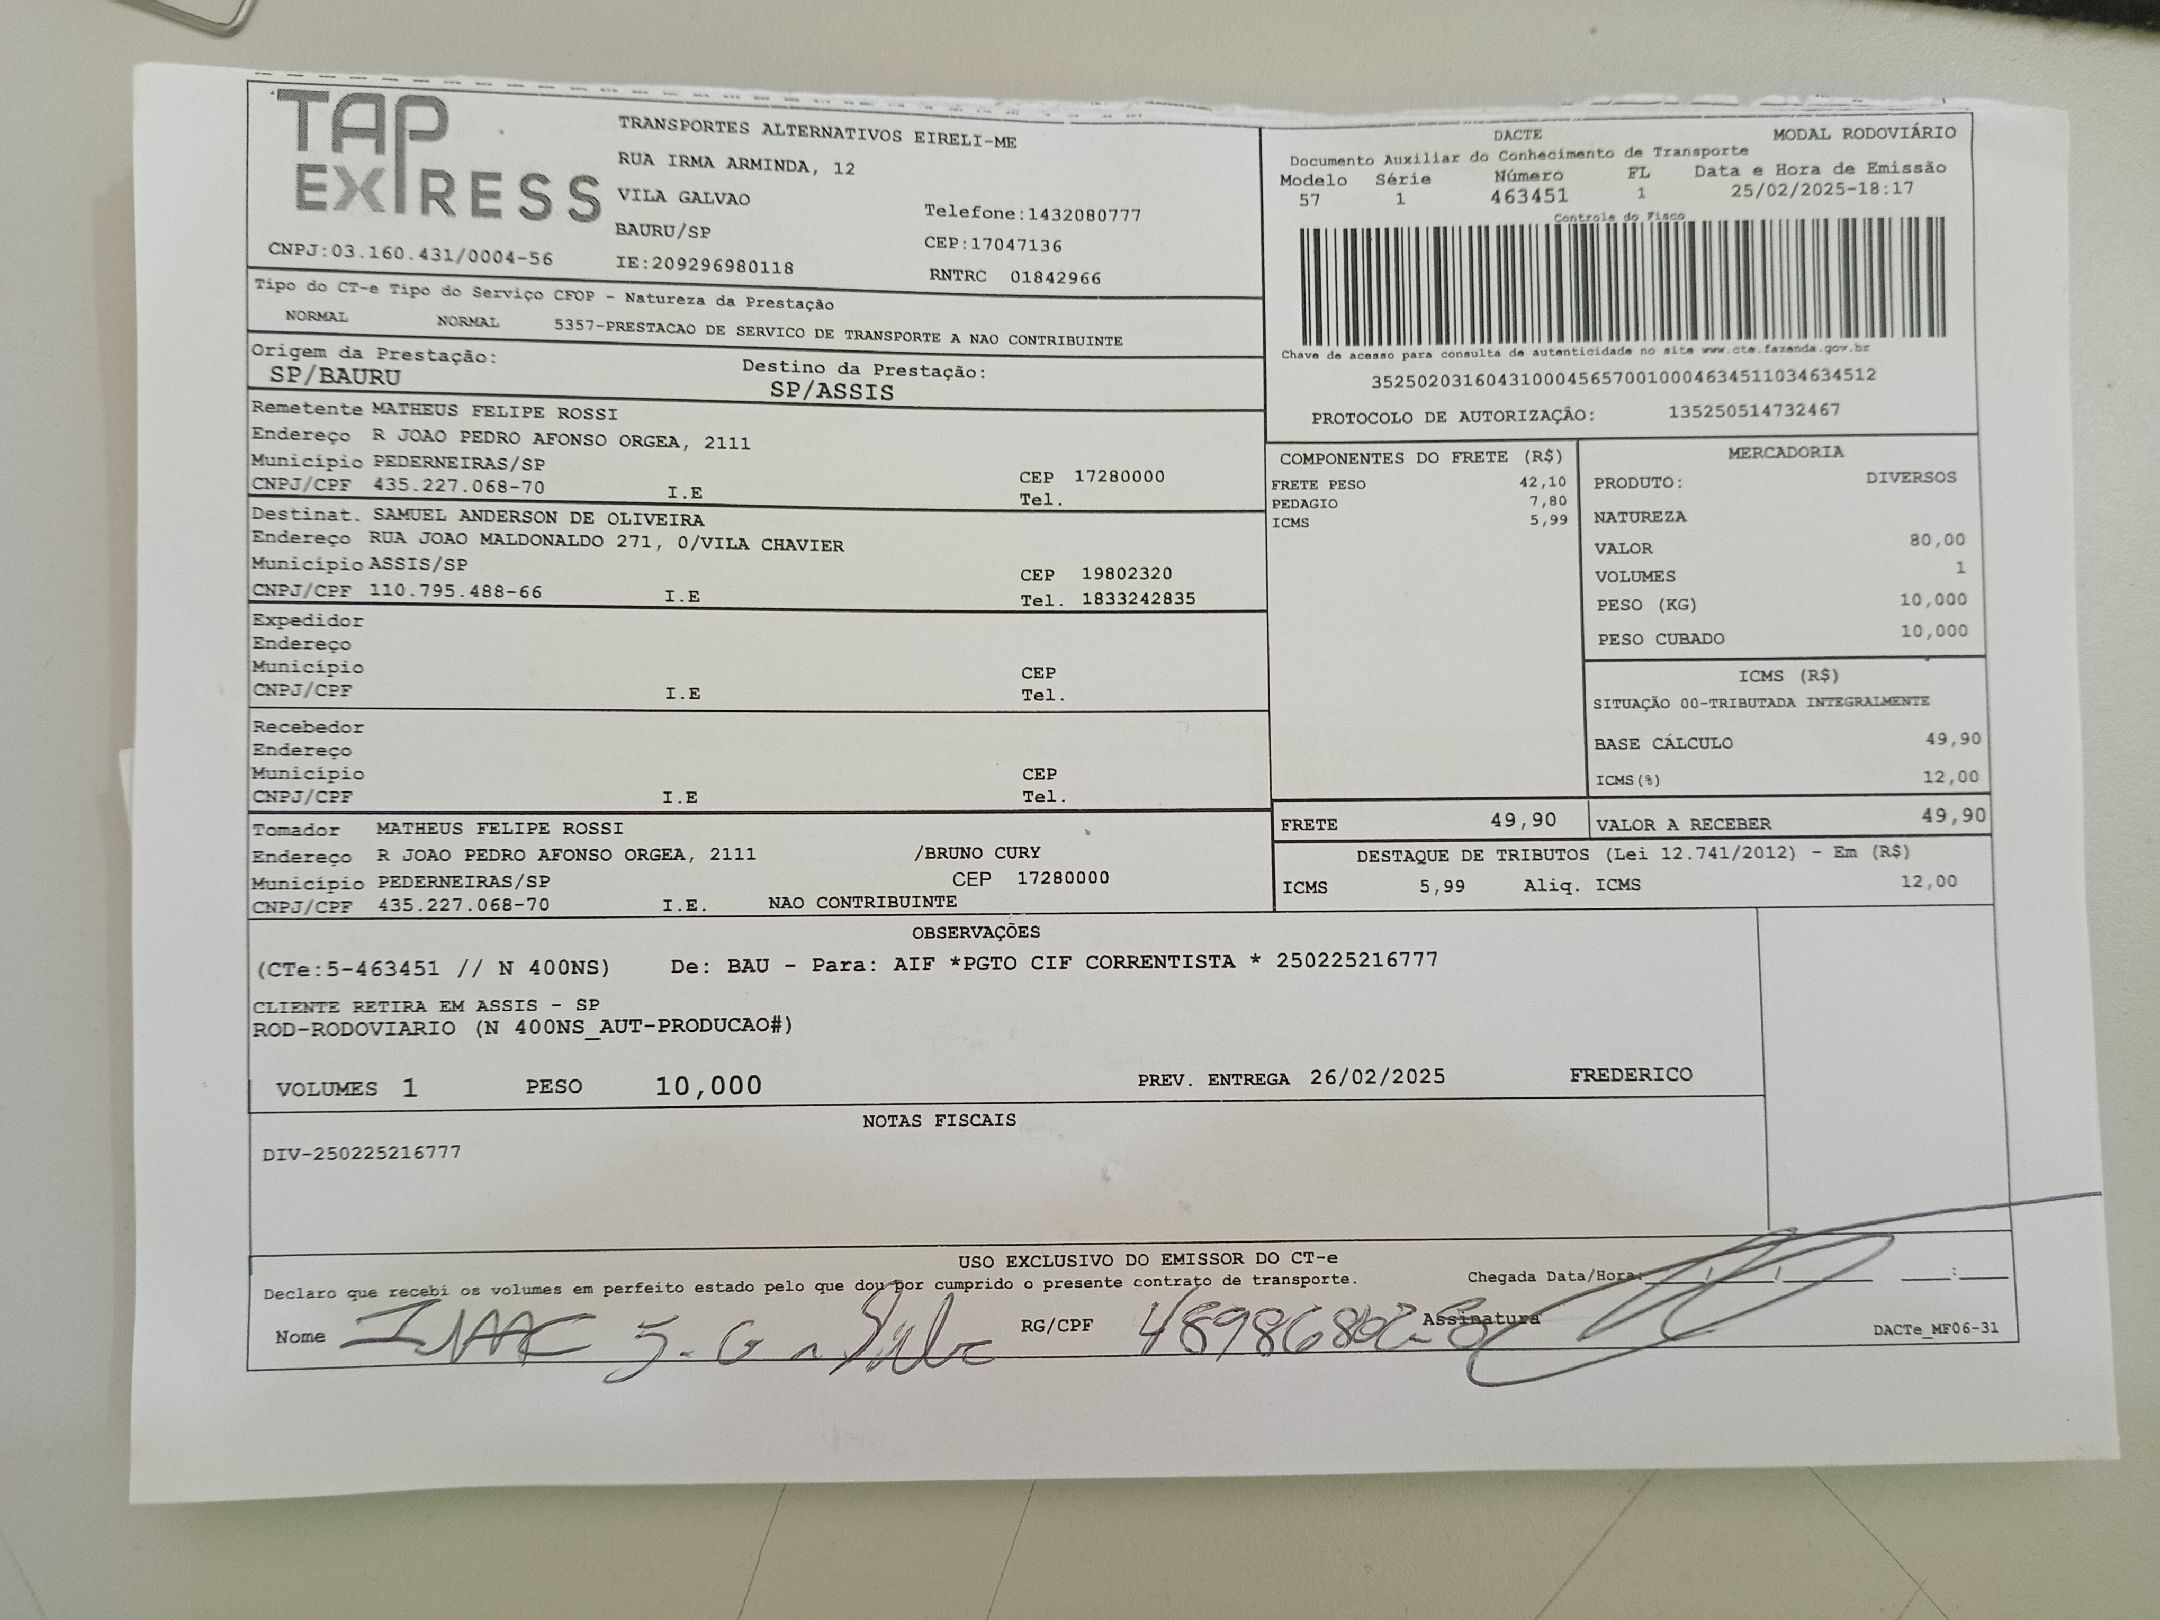 TAP EXPRESS
TRANSPORTES ALTERNATIVOS EIRELI-ME
RUA IRMA ARMINDA, 12
VILA GALVAO
BAURU/SP
Telefone:1432080777
CEP:17047136
CNPJ:03.160.431/0004-56 IE:209296980118 RNTRC 01842966
DACTE MODAL RODOVIÁRIO
Documento Auxiliar do Conhecimento de Transporte
Modelo Série Número FL Data e Hora de Emissão
57 1 463451 1 25/02/2025-18:17
Controle do Fisco
Chave de acesso para consulta de autenticidade no site www.cte.fazenda.gov.br
35250203160431000456570010004634511034634512
PROTOCOLO DE AUTORIZAÇÃO: 135250514732467
Tipo do CT-e Tipo do Serviço CFOP - Natureza da Prestação
NORMAL NORMAL 5357-PRESTACAO DE SERVICO DE TRANSPORTE A NAO CONTRIBUINTE
Origem da Prestação: Destino da Prestação:
SP/BAURU SP/ASSIS
Remetente MATHEUS FELIPE ROSSI
Endereço R JOAO PEDRO AFONSO ORGEA, 2111
Município PEDERNEIRAS/SP CEP 17280000
CNPJ/CPF 435.227.068-70 I.E Tel.
Destinat. SAMUEL ANDERSON DE OLIVEIRA
Endereço RUA JOAO MALDONALDO 271, 0/VILA CHAVIER
Município ASSIS/SP CEP 19802320
CNPJ/CPF 110.795.488-66 I.E Tel. 1833242835
Expedidor
Endereço
Município CEP
CNPJ/CPF I.E Tel.
Recebedor
Endereço
Município CEP
CNPJ/CPF I.E Tel.
Tomador MATHEUS FELIPE ROSSI
Endereço R JOAO PEDRO AFONSO ORGEA, 2111 /BRUNO CURY
Município PEDERNEIRAS/SP CEP 17280000
CNPJ/CPF 435.227.068-70 I.E. NAO CONTRIBUINTE
COMPONENTES DO FRETE (R$)
FRETE PESO 42,10
PEDAGIO 7,80
ICMS 5,99
MERCADORIA
PRODUTO: DIVERSOS
NATUREZA
VALOR 80,00
VOLUMES 1
PESO (KG) 10,000
PESO CUBADO 10,000
ICMS (R$)
SITUAÇÃO 00-TRIBUTADA INTEGRALMENTE
BASE CÁLCULO 49,90
ICMS(%) 12,00
FRETE 49,90 VALOR A RECEBER 49,90
DESTAQUE DE TRIBUTOS (Lei 12.741/2012) - Em (R$)
ICMS 5,99 Aliq. ICMS 12,00
OBSERVAÇÕES
(CTe:5-463451 // N 400NS) De: BAU - Para: AIF *PGTO CIF CORRENTISTA * 250225216777
CLIENTE RETIRA EM ASSIS - SP
ROD-RODOVIARIO (N 400NS_AUT-PRODUCAO#)
VOLUMES 1 PESO 10,000 PREV. ENTREGA 26/02/2025 FREDERICO
NOTAS FISCAIS
DIV-250225216777
USO EXCLUSIVO DO EMISSOR DO CT-e
Declaro que recebi os volumes em perfeito estado pelo que dou por cumprido o presente contrato de transporte. Chegada Data/Hora:
Nome RG/CPF Assinatura
DACTe_MF06-31